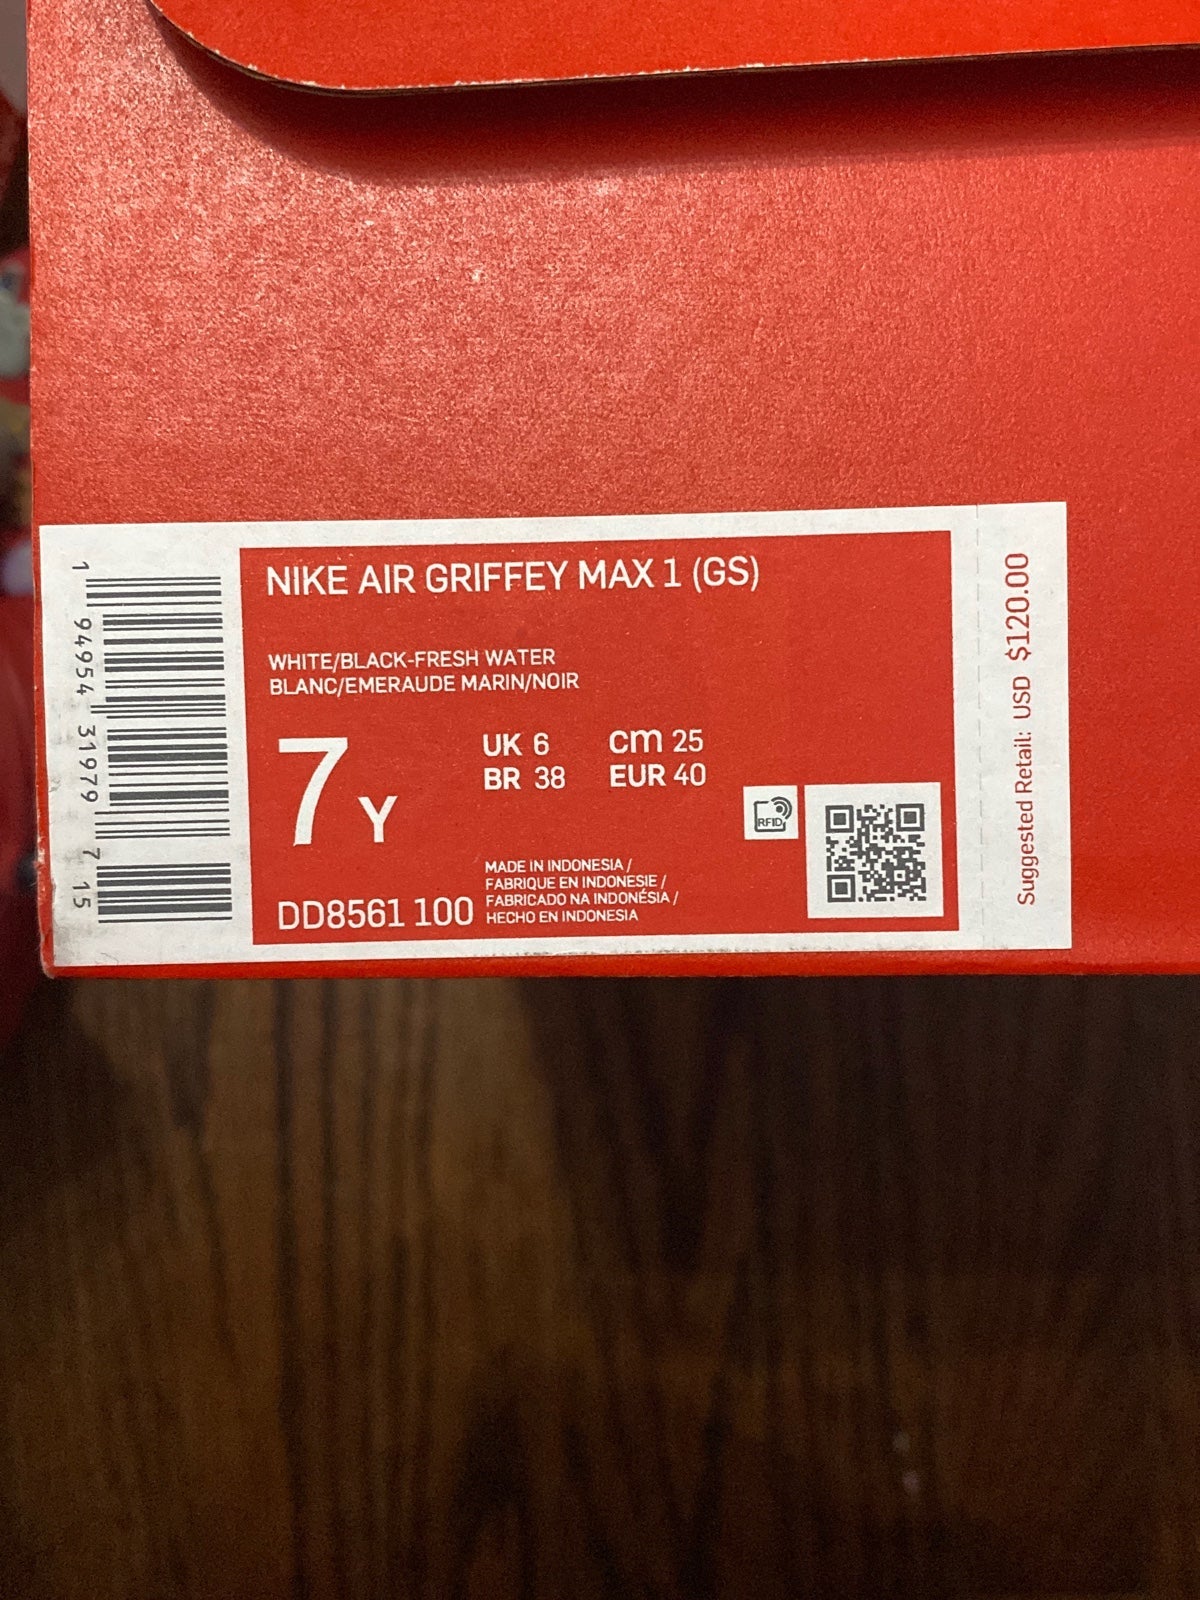 NIKE AIR GRIFFEY MAX 1 (GS)
WHITE/BLACK-FRESH WATER
BLANC/EMERAUDE MARIN/NOIR
7 Y
UK 6 cm 25
BR 38 EUR 40
RFID
MADE IN INDONESIA /
FABRIQUE EN INDONESIE /
FABRICADO NA INDONÉSIA /
HECHO EN INDONESIA
DD8561 100
1 94954 31979 7 15
Suggested Retail: USD $120.00